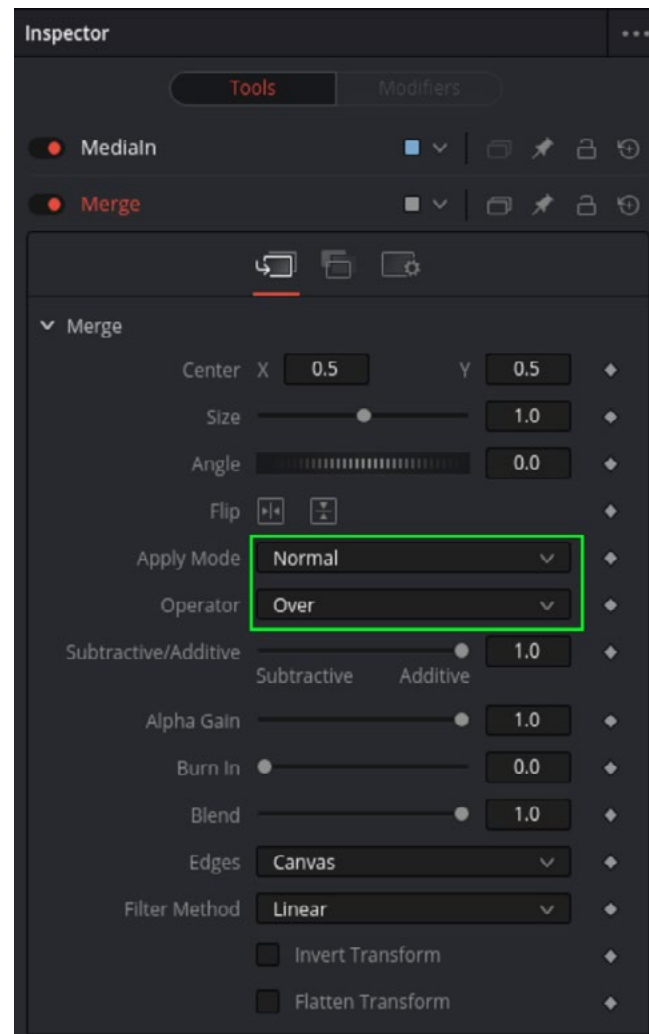 Inspector
Tools Modifiers
MediaIn
Merge
Merge
Center X 0.5 Y 0.5
Size 1.0
Angle 0.0
Flip
Apply Mode Normal
Operator Over
Subtractive/Additive 1.0
Subtractive Additive
Alpha Gain 1.0
Burn In 0.0
Blend 1.0
Edges Canvas
Filter Method Linear
Invert Transform
Flatten Transform